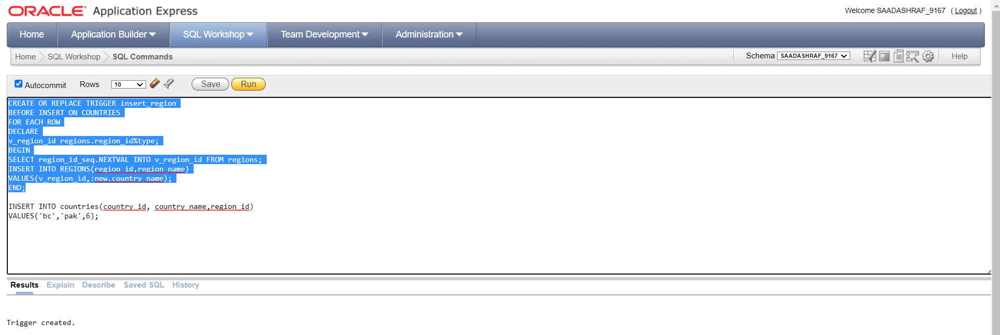 ORACLE® Application Express
Welcome SAADASHRAF_9167 ( Logout )
Home Application Builder SQL Workshop Team Development Administration
Home SQL Workshop SQL Commands Schema SAADASHRAF_9167 Help
Autocommit Rows 10 Save Run
CREATE OR REPLACE TRIGGER insert_region
BEFORE INSERT ON COUNTRIES
FOR EACH ROW
DECLARE
v_region_id regions.region_id%type;
BEGIN
SELECT region_id_seq.NEXTVAL INTO v_region_id FROM regions;
INSERT INTO REGIONS(region_id,region_name)
VALUES(v_region_id,:new.country_name);
END;
INSERT INTO countries(country_id, country_name,region_id)
VALUES('bc','pak',6);
Results Explain Describe Saved SQL History
Trigger created.